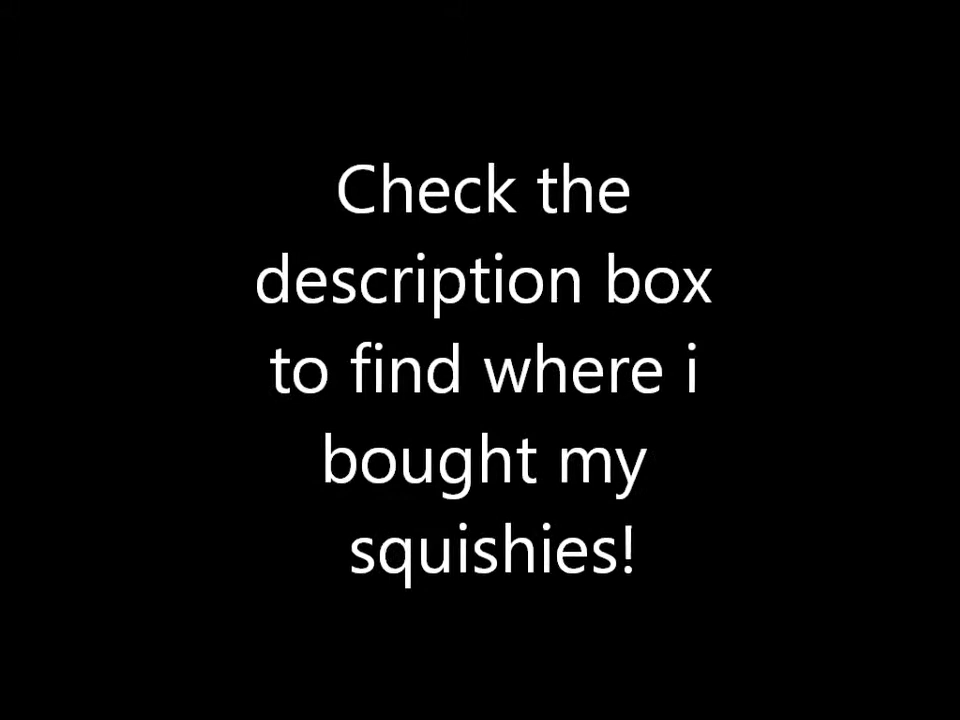 Check the
description box
to find where i
bought my
squishies!